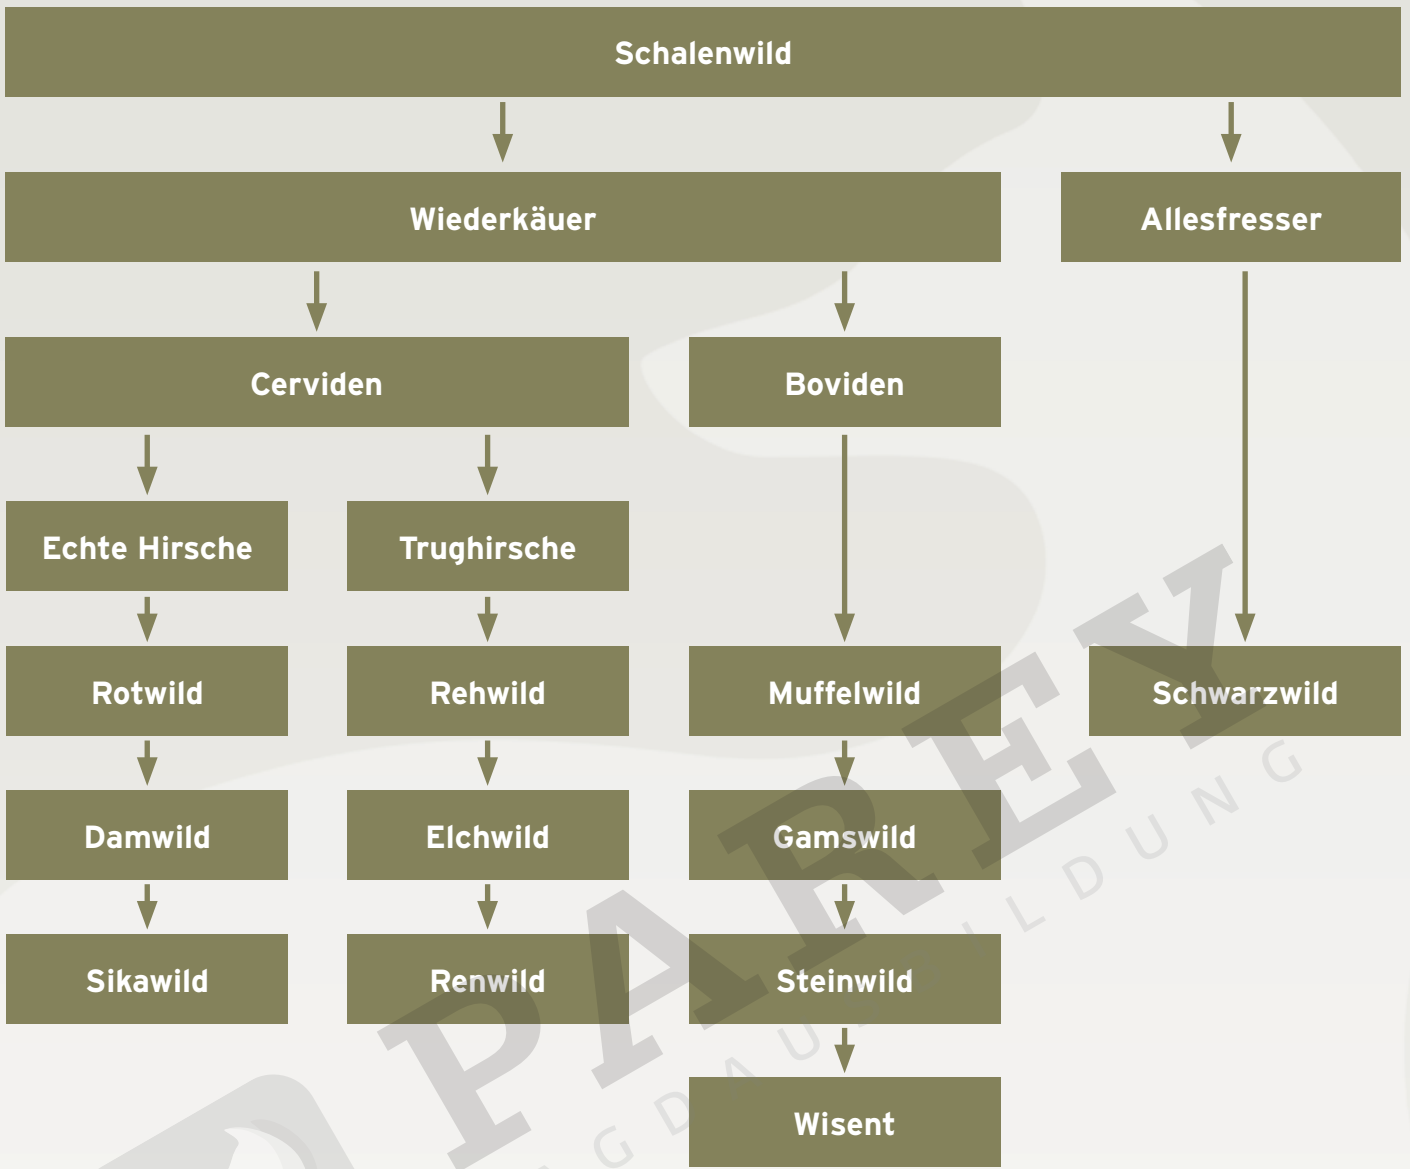 Schalenwild
Wiederkäuer
Allesfresser
Cerviden
Boviden
Echte Hirsche
Trughirsche
Rotwild
Rehwild
Muffelwild
Schwarzwild
Damwild
Elchwild
Gamswild
Sikawild
Renwild
Steinwild
Wisent
PAREY
GDAUSBILDUNG